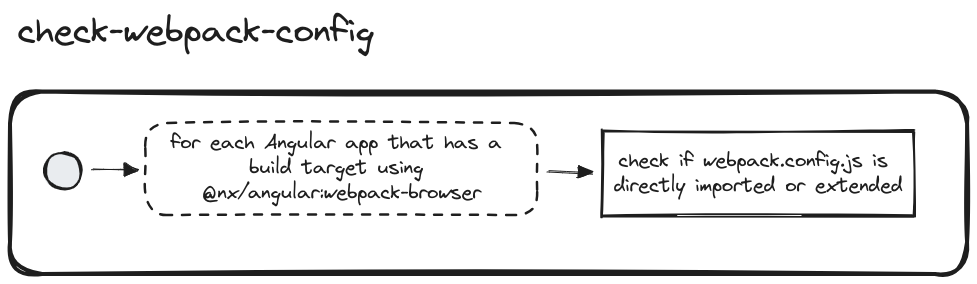 check-webpack-config
for each Angular app that has a
build target using
@nx/angular:webpack-browser
check if webpack.config.js is
directly imported or extended